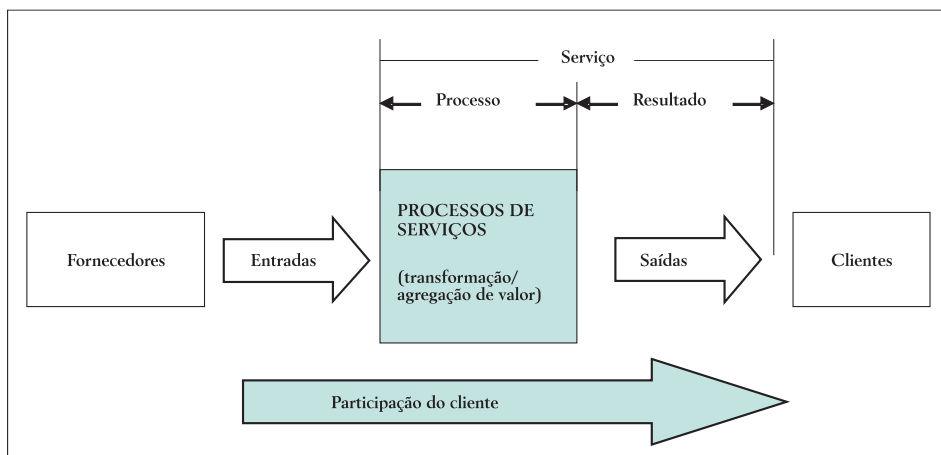 Serviço
Processo
Resultado
PROCESSOS DE
SERVIÇOS
(transformação/
agregação de valor)
Fornecedores
Entradas
Saídas
Clientes
Participação do cliente